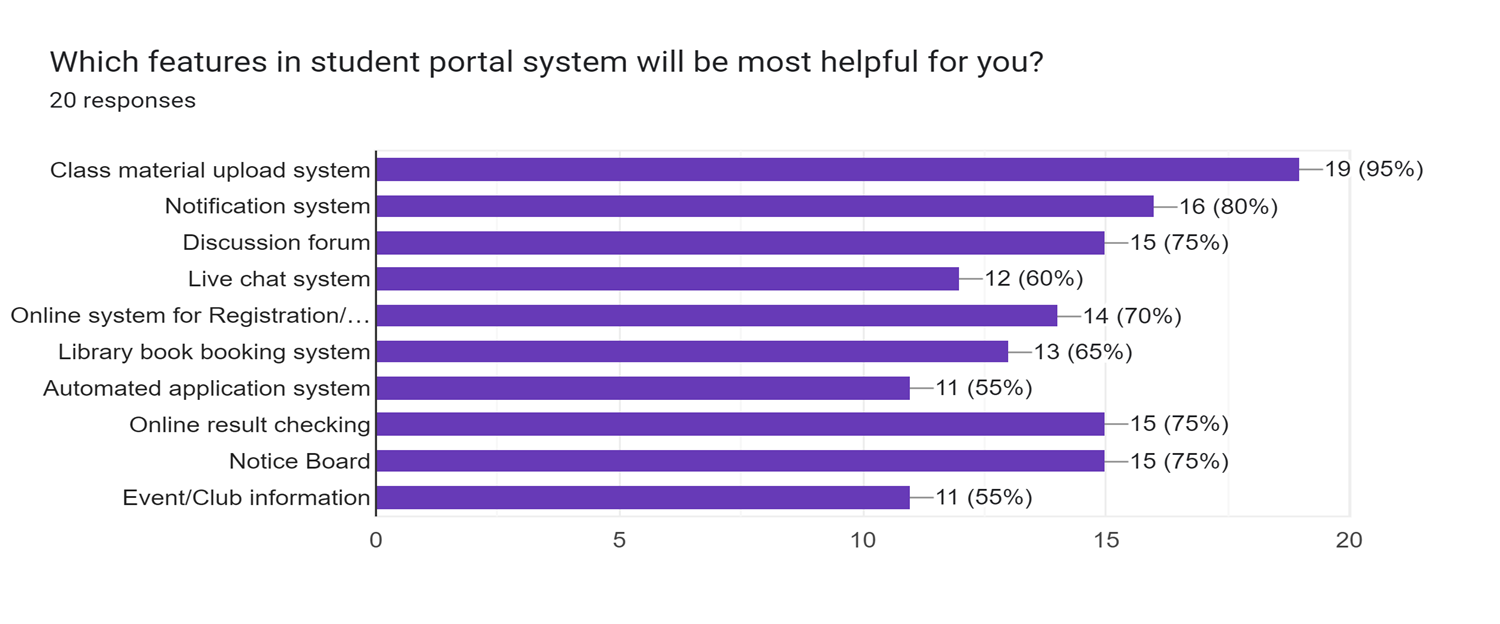 Which features in student portal system will be most helpful for you?
20 responses
Class material upload system 19 (95%)
Notification system 16 (80%)
Discussion forum 15 (75%)
Live chat system 12 (60%)
Online system for Registration/… 14 (70%)
Library book booking system 13 (65%)
Automated application system 11 (55%)
Online result checking 15 (75%)
Notice Board 15 (75%)
Event/Club information 11 (55%)
0 5 10 15 20